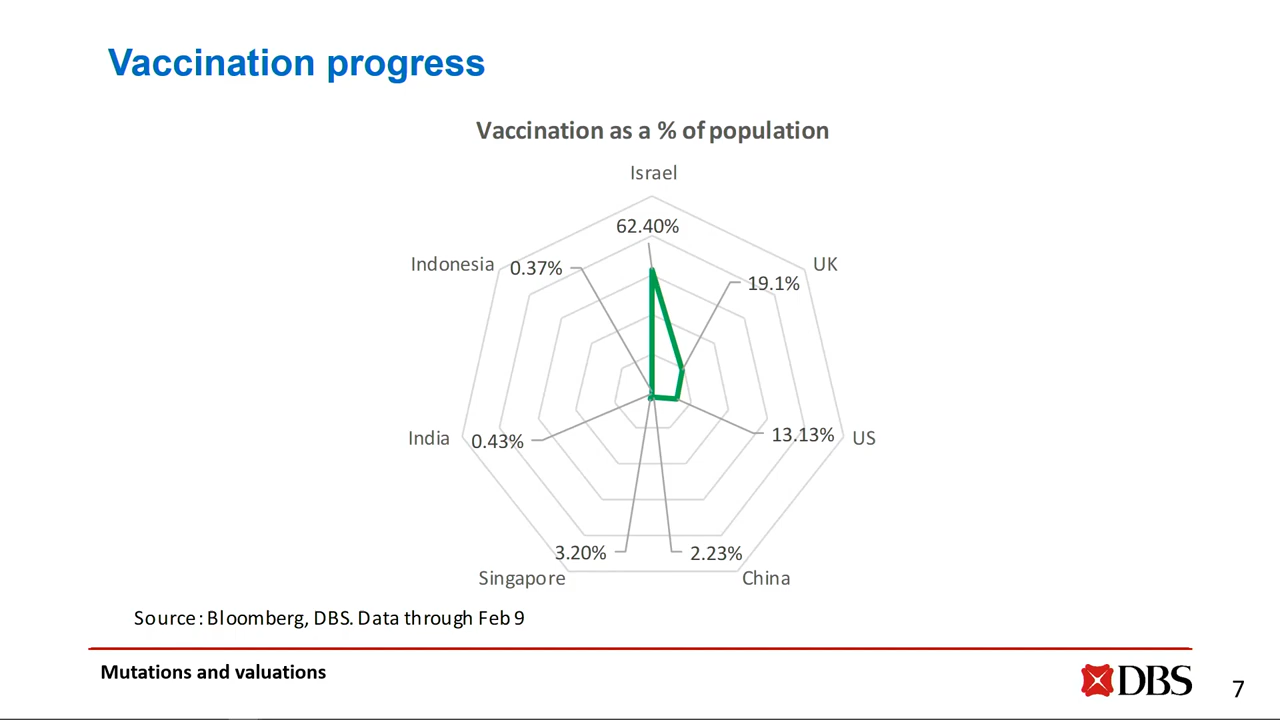 Vaccination progress
Vaccination as a % of population
Israel
62.40%
Indonesia 0.37%
UK
19.1%
India 0.43%
13.13% US
3.20%
2.23%
Singapore
China
Source: Bloomberg, DBS. Data through Feb 9
Mutations and valuations
DBS
7